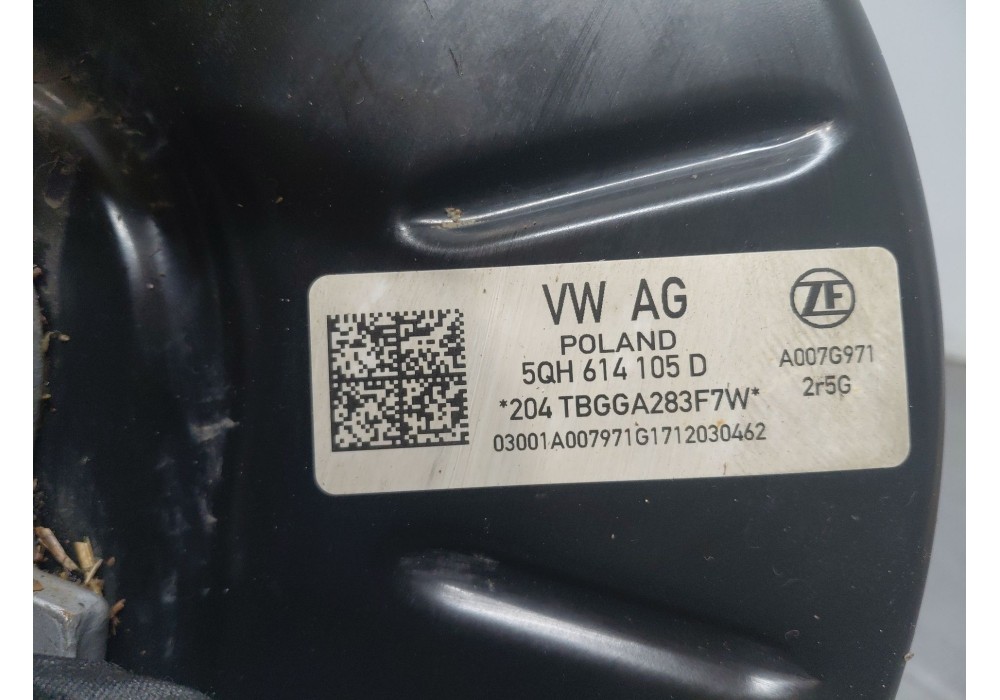 VW AG
POLAND
5QH 614 105 D
*204 TBGGA283F7W*
03001A007971G1712030462
ZF
A007G971
2r5G